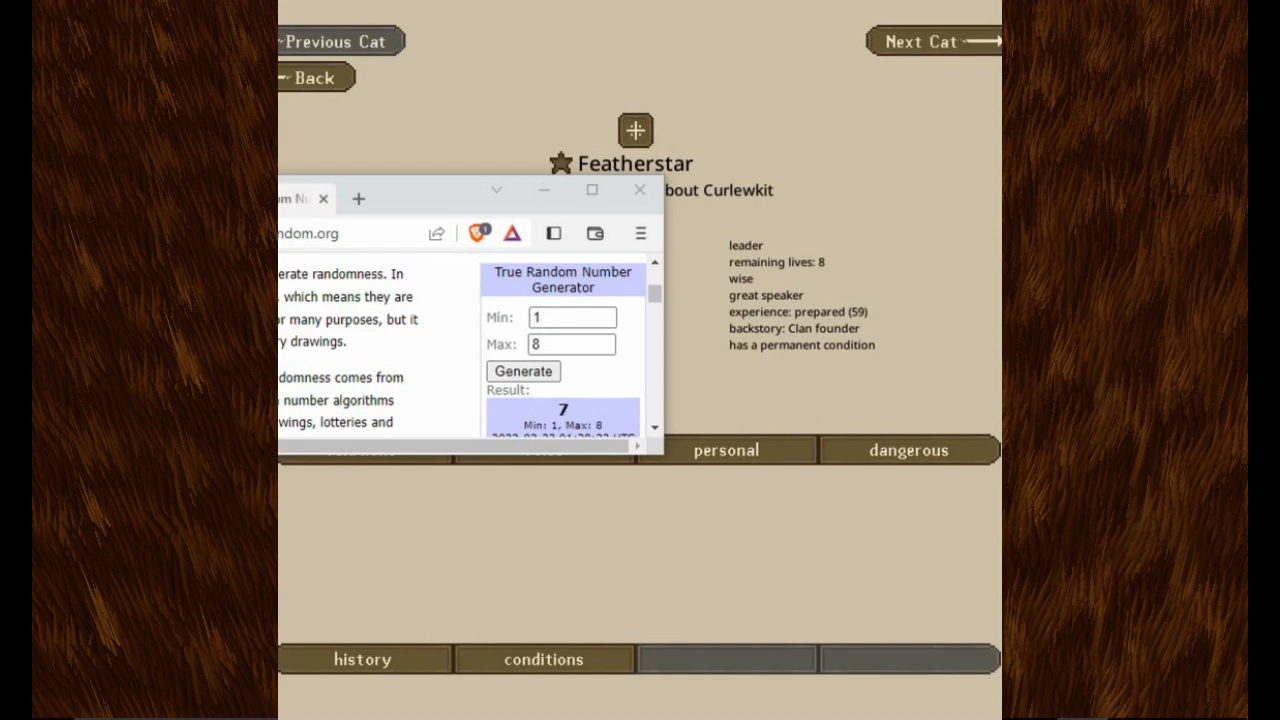 Previous Cat
Next Cat
Back
Featherstar
bout Curlewkit
ndom.org
1
erate randomness. In
which means they are
or many purposes, but it
y drawings.
domness comes from
number algorithms
wings, lotteries and
True Random Number
Generator
Min: 1
Max: 8
Generate
Result:
7
Min: 1, Max: 8
leader
remaining lives: 8
wise
great speaker
experience: prepared (59)
backstory: Clan founder
has a permanent condition
personal
dangerous
history
conditions